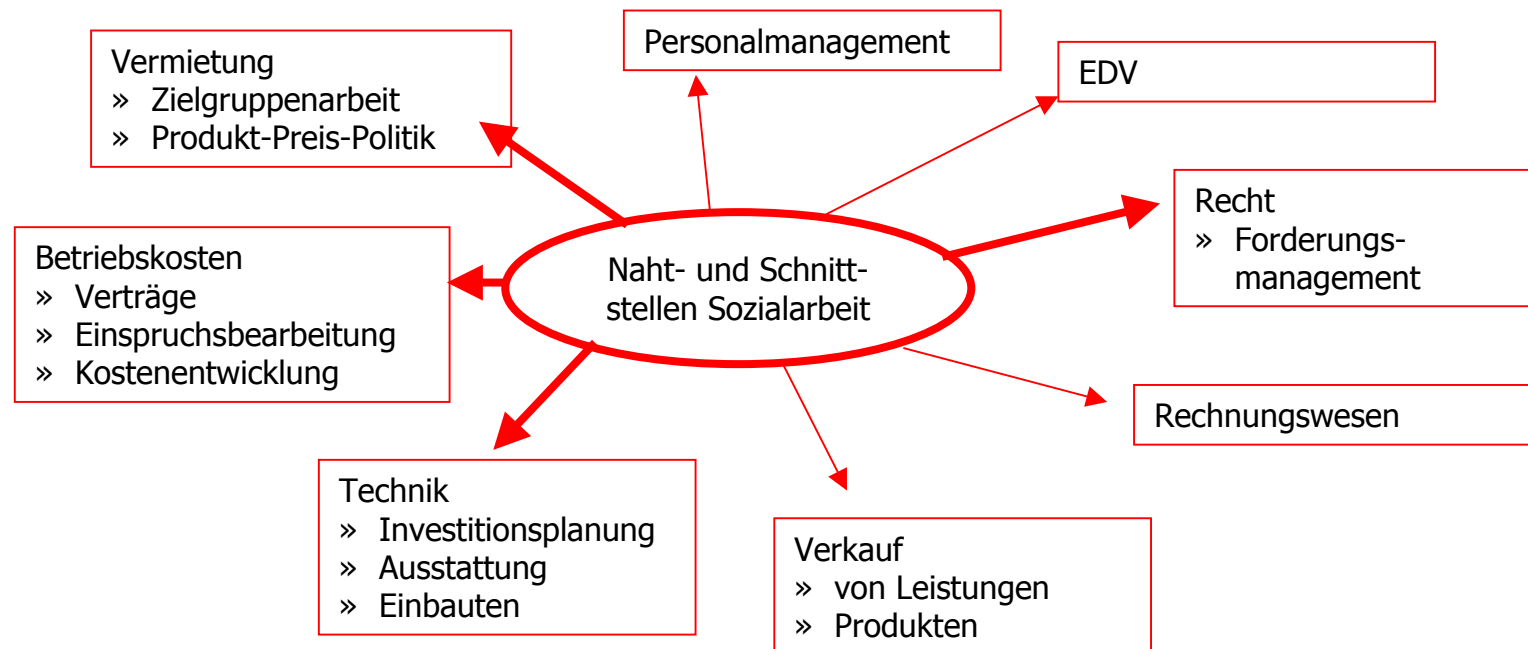 Personalmanagement
EDV
Vermietung
» Zielgruppenarbeit
» Produkt-Preis-Politik
Recht
» Forderungs-
management
Betriebskosten
» Verträge
» Einspruchsbearbeitung
» Kostenentwicklung
Naht- und Schnitt-
stellen Sozialarbeit
Rechnungswesen
Technik
» Investitionsplanung
» Ausstattung
» Einbauten
Verkauf
» von Leistungen
» Produkten